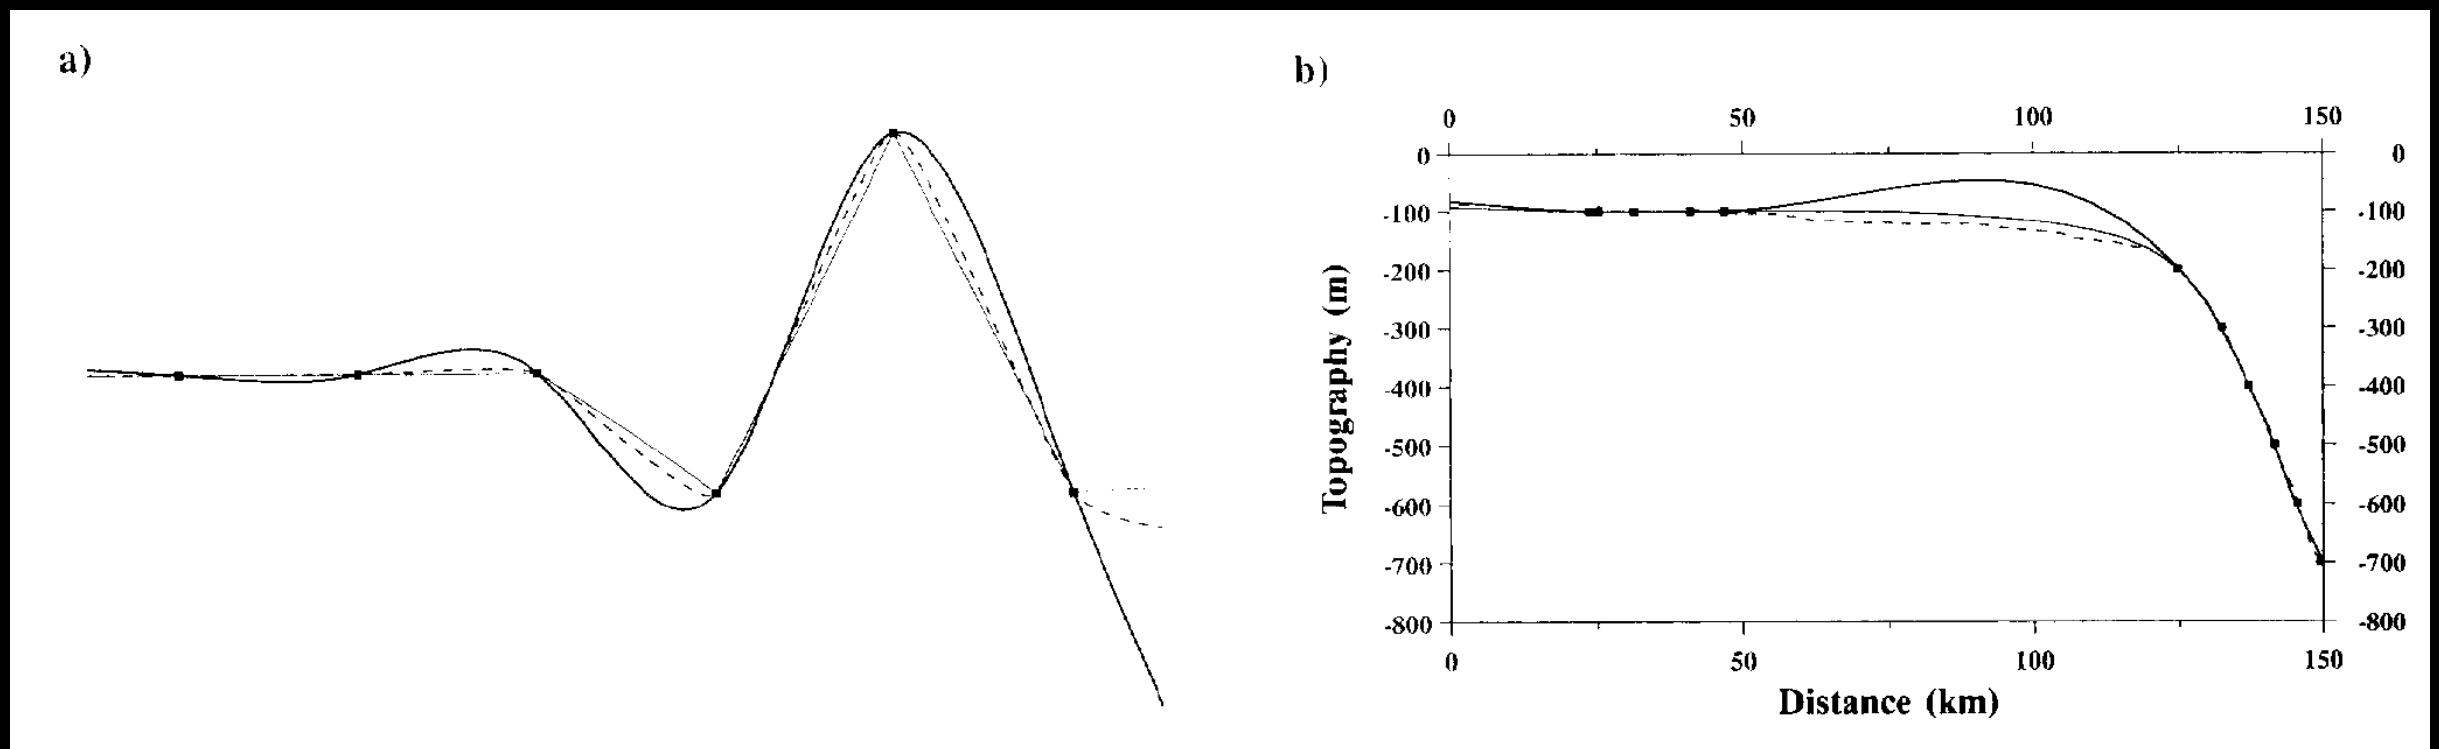 a)
b)
0 50 100 150
0 0
-100 -100
-200 -200
-300 -300
-400 -400
-500 -500
-600 -600
-700 -700
-800 -800
0 50 100 150
Topography (m)
Distance (km)